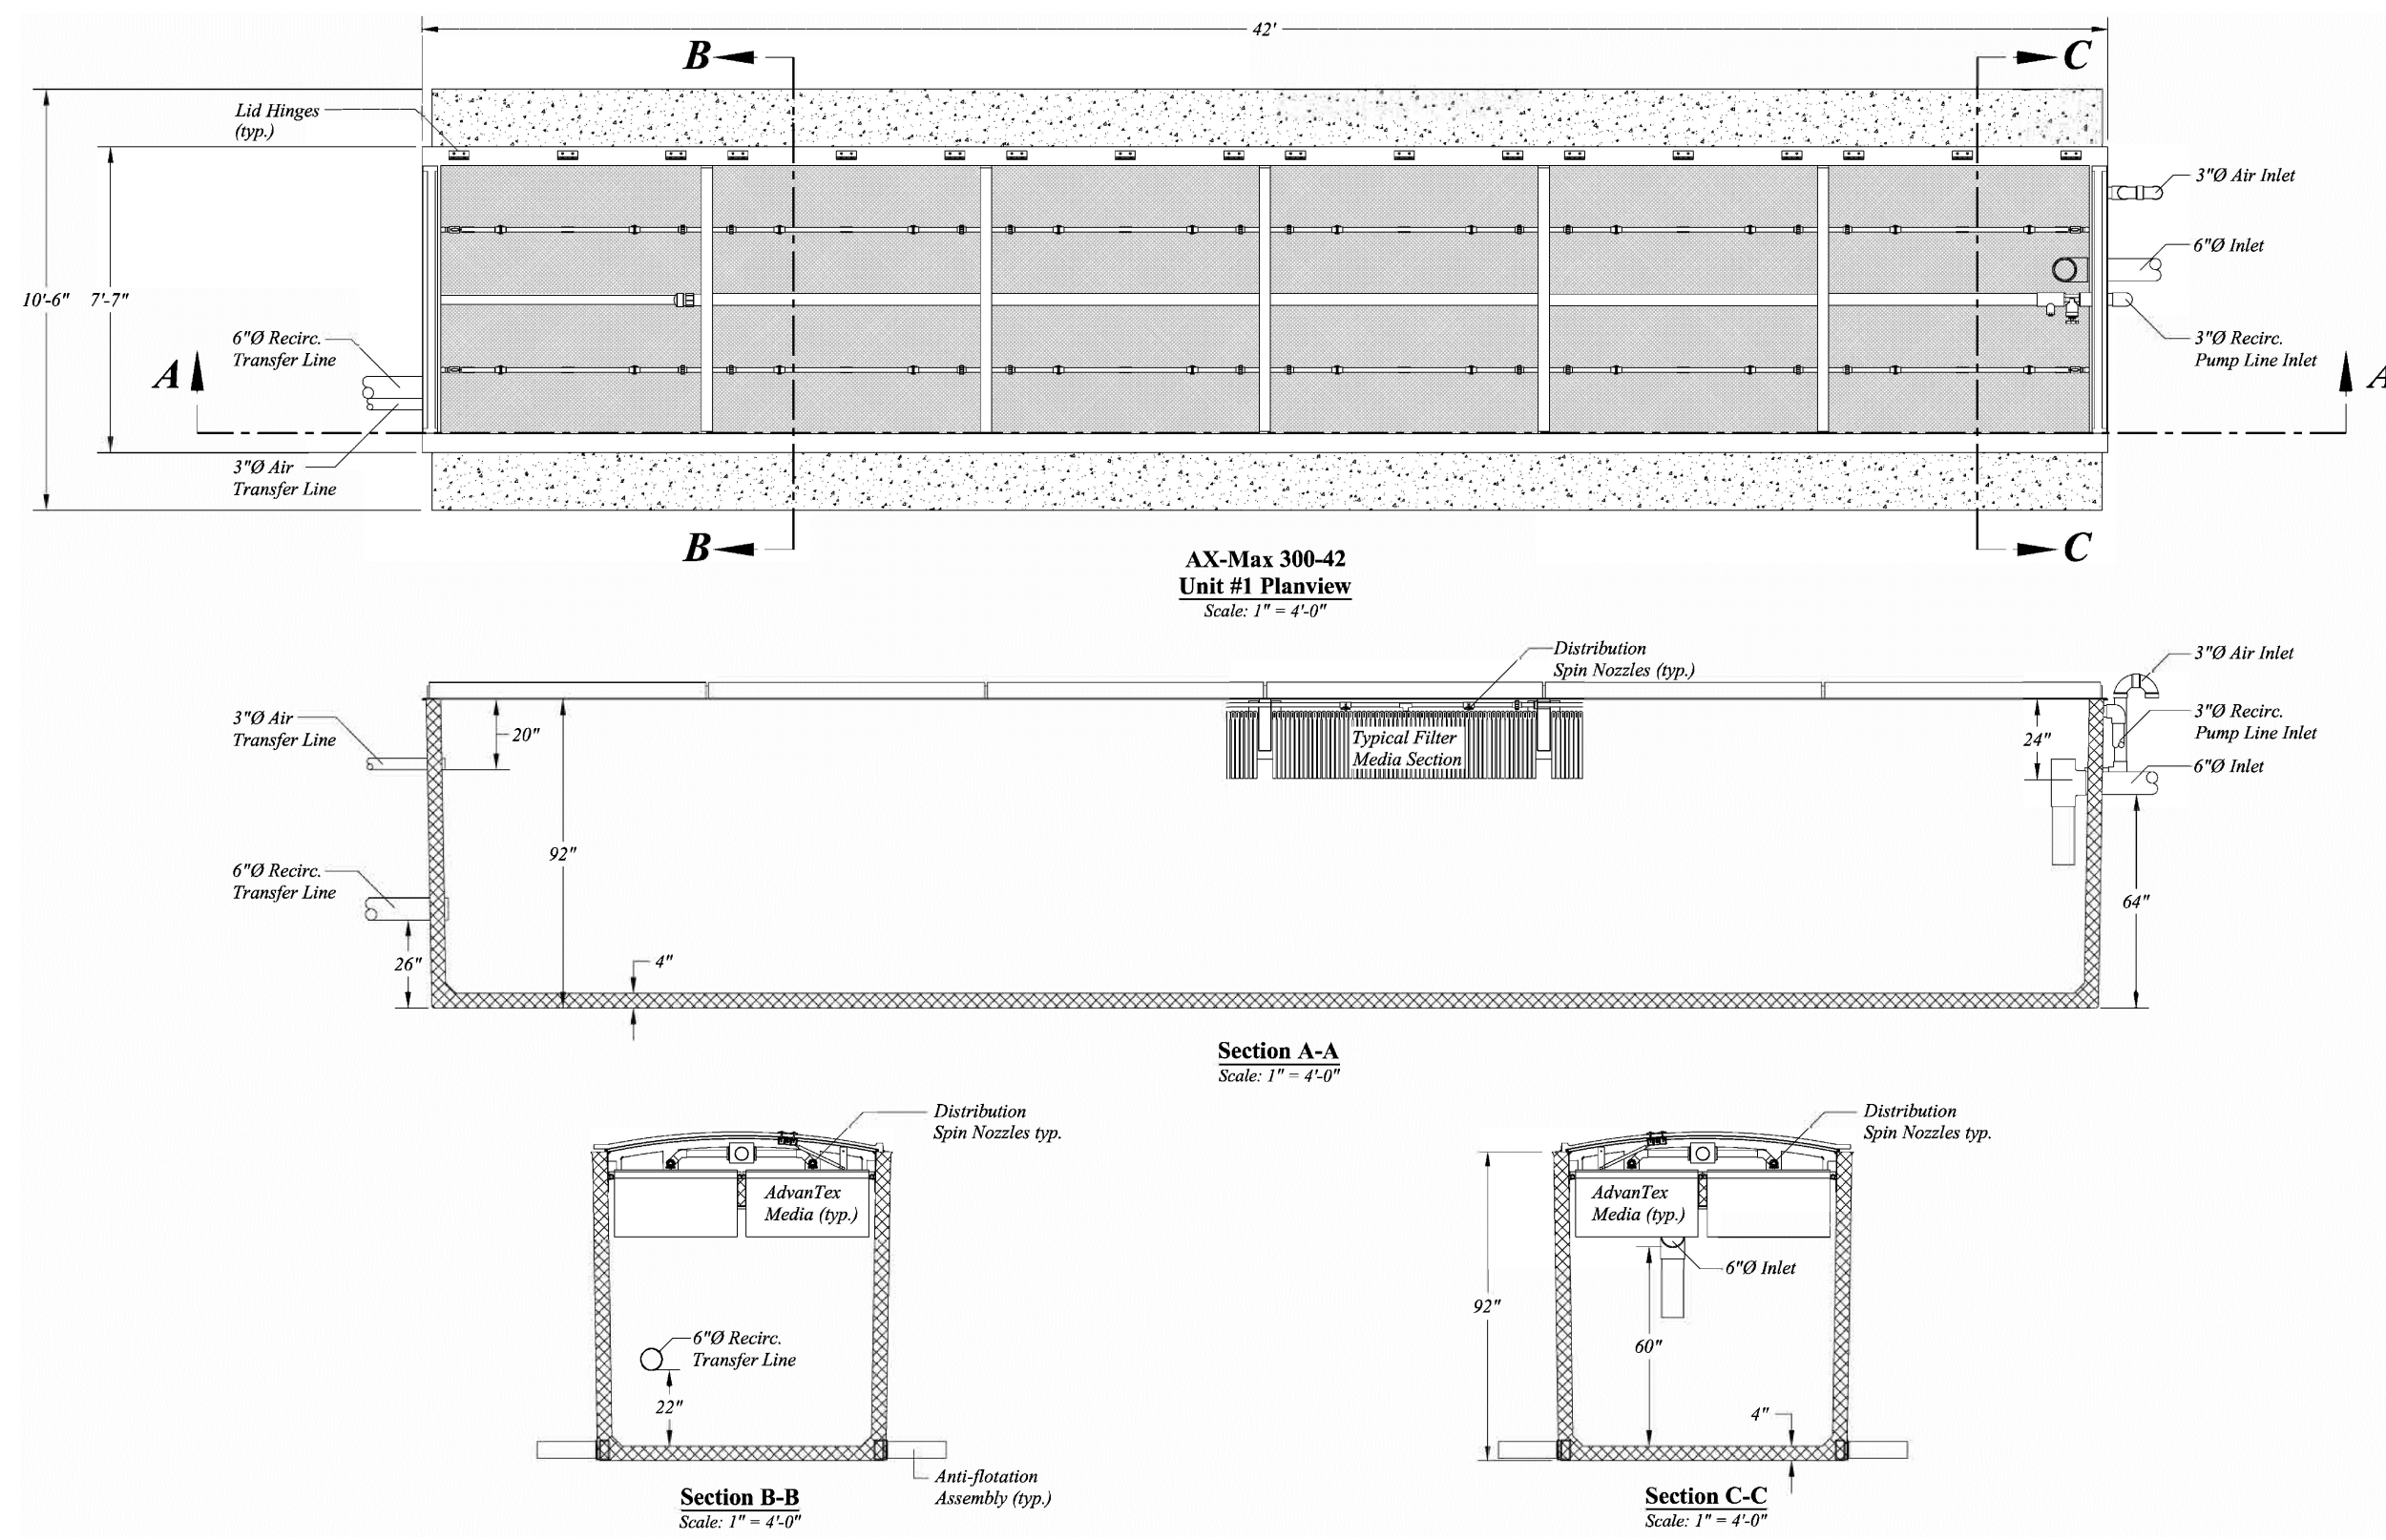 42'
B
C
Lid Hinges
(typ.)
3"Ø Air Inlet
6"Ø Inlet
10'-6"
7'-7"
6"Ø Recirc.
Transfer Line
3"Ø Recirc.
Pump Line Inlet
A
A
3"Ø Air
Transfer Line
B
C
AX-Max 300-42
Unit #1 Planview
Scale: 1" = 4'-0"
Distribution
Spin Nozzles (typ.)
3"Ø Air Inlet
3"Ø Air
Transfer Line
20"
Typical Filter
Media Section
24"
3"Ø Recirc.
Pump Line Inlet
6"Ø Inlet
92"
6"Ø Recirc.
Transfer Line
64"
26"
4"
Section A-A
Scale: 1" = 4'-0"
Distribution
Spin Nozzles typ.
AdvanTex
Media (typ.)
6"Ø Recirc.
Transfer Line
22"
Anti-flotation
Assembly (typ.)
Section B-B
Scale: 1" = 4'-0"
Distribution
Spin Nozzles typ.
AdvanTex
Media (typ.)
6"Ø Inlet
92"
60"
4"
Section C-C
Scale: 1" = 4'-0"